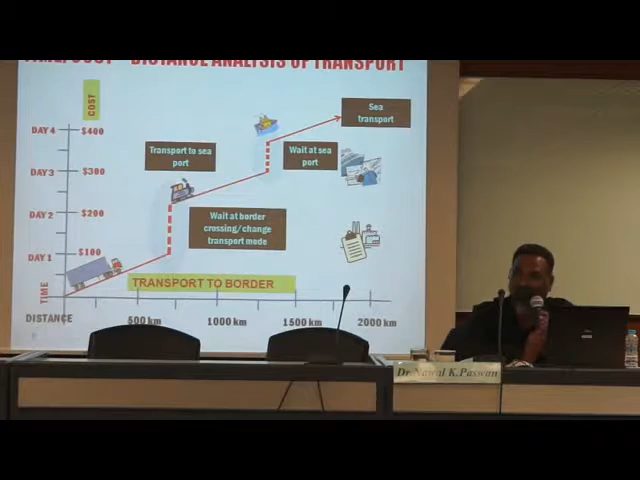 TIME/COST - DISTANCE ANALYSIS OF TRANSPORT
COST
DAY 4
$400
Sea
transport
Transport to sea
port
Wait at sea
port
DAY 3
$300
DAY 2
$200
Wait at border
crossing/change
transport mode
DAY 1
$100
TIME
TRANSPORT TO BORDER
DISTANCE
500 km
1000 km
1500 km
2000 km
Dr. Nawal K.Paswan